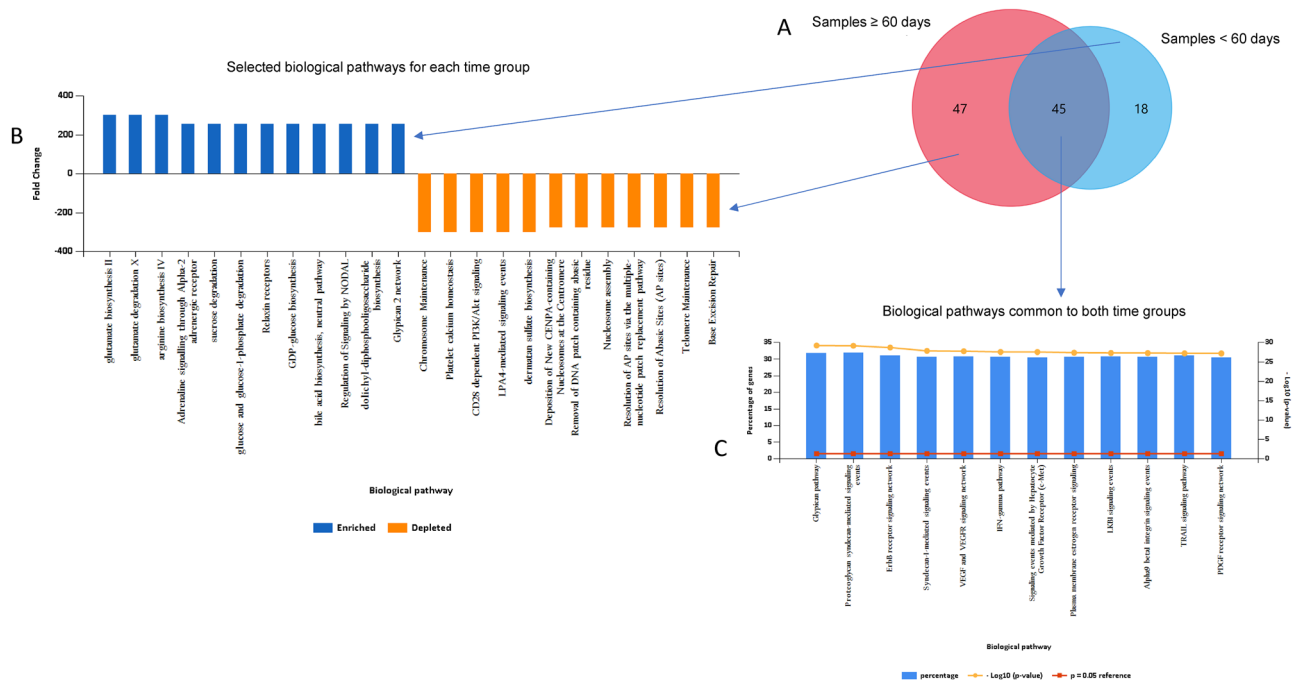 A
Samples ≥ 60 days
Samples < 60 days
47
45
18
B
Selected biological pathways for each time group
Fold Change
400
200
0
-200
-400
glutamate biosynthesis II
glutamate degradation X
arginine biosynthesis IV
Adrenaline signaling through Alpha-2
adrenergic receptor
sucrose degradation
glucose and glucose-1-phosphate degradation
Relaxin receptors
GDP-glucose biosynthesis
bile acid biosynthesis, neutral pathway
Regulation of Signaling by NODAL
dolichyl-diphosphooligosaccharide
biosynthesis
Glypican 2 network
Chromosome Maintenance
Platelet calcium homeostasis
CD28 dependent PI3K/Akt signaling
LPA4-mediated signaling events
dermatan sulfate biosynthesis
Deposition of New CENPA-containing
Nucleosomes at the Centromere
Removal of DNA patch containing abasic
residue
Nucleosome assembly
Resolution of AP sites via the multiple-
nucleotide patch replacement pathway
Resolution of Abasic Sites (AP sites)
Telomere Maintenance
Base Excision Repair
Biological pathway
Enriched
Depleted
C
Biological pathways common to both time groups
Percentage of genes
35
30
25
20
15
10
5
0
30
25
20
15
10
5
0
- Log10 (p-value)
Glypican pathway
Proteoglycan syndecan-mediated signaling
events
ErbB receptor signaling network
Syndecan-1-mediated signaling events
VEGF and VEGFR signaling network
IFN-gamma pathway
Signaling events mediated by Hepatocyte
Growth Factor Receptor (c-Met)
Plasma membrane estrogen receptor signaling
LKB1 signaling events
Alpha9 beta1 integrin signaling events
TRAIL signaling pathway
PDGF receptor signaling network
Biological pathway
percentage
- Log10 (p-value)
p = 0.05 reference